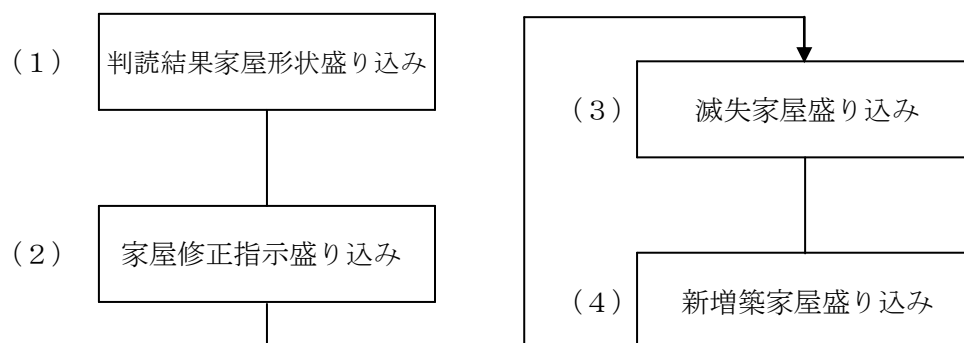 (1) 判読結果家屋形状盛り込み
(2) 家屋修正指示盛り込み
(3) 滅失家屋盛り込み
(4) 新増築家屋盛り込み